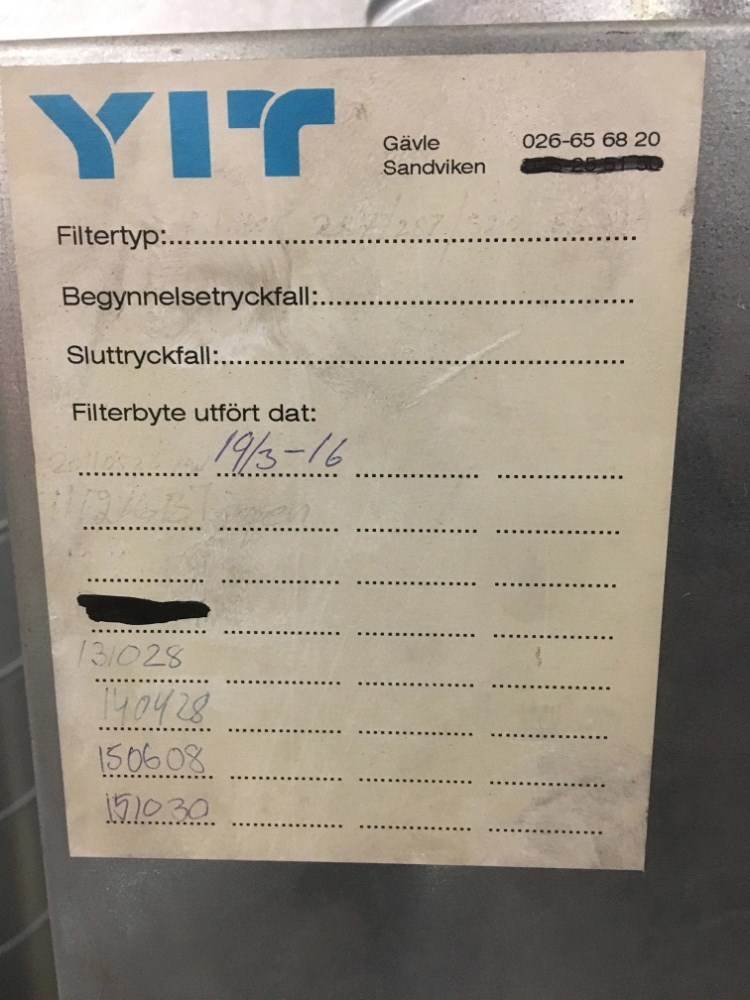 YIT
Gävle 026-65 68 20
Sandviken
Filtertyp:
Begynnelsetryckfall:
Sluttryckfall:
Filterbyte utfört dat:
19/3-16
131028
140428
150608
151030